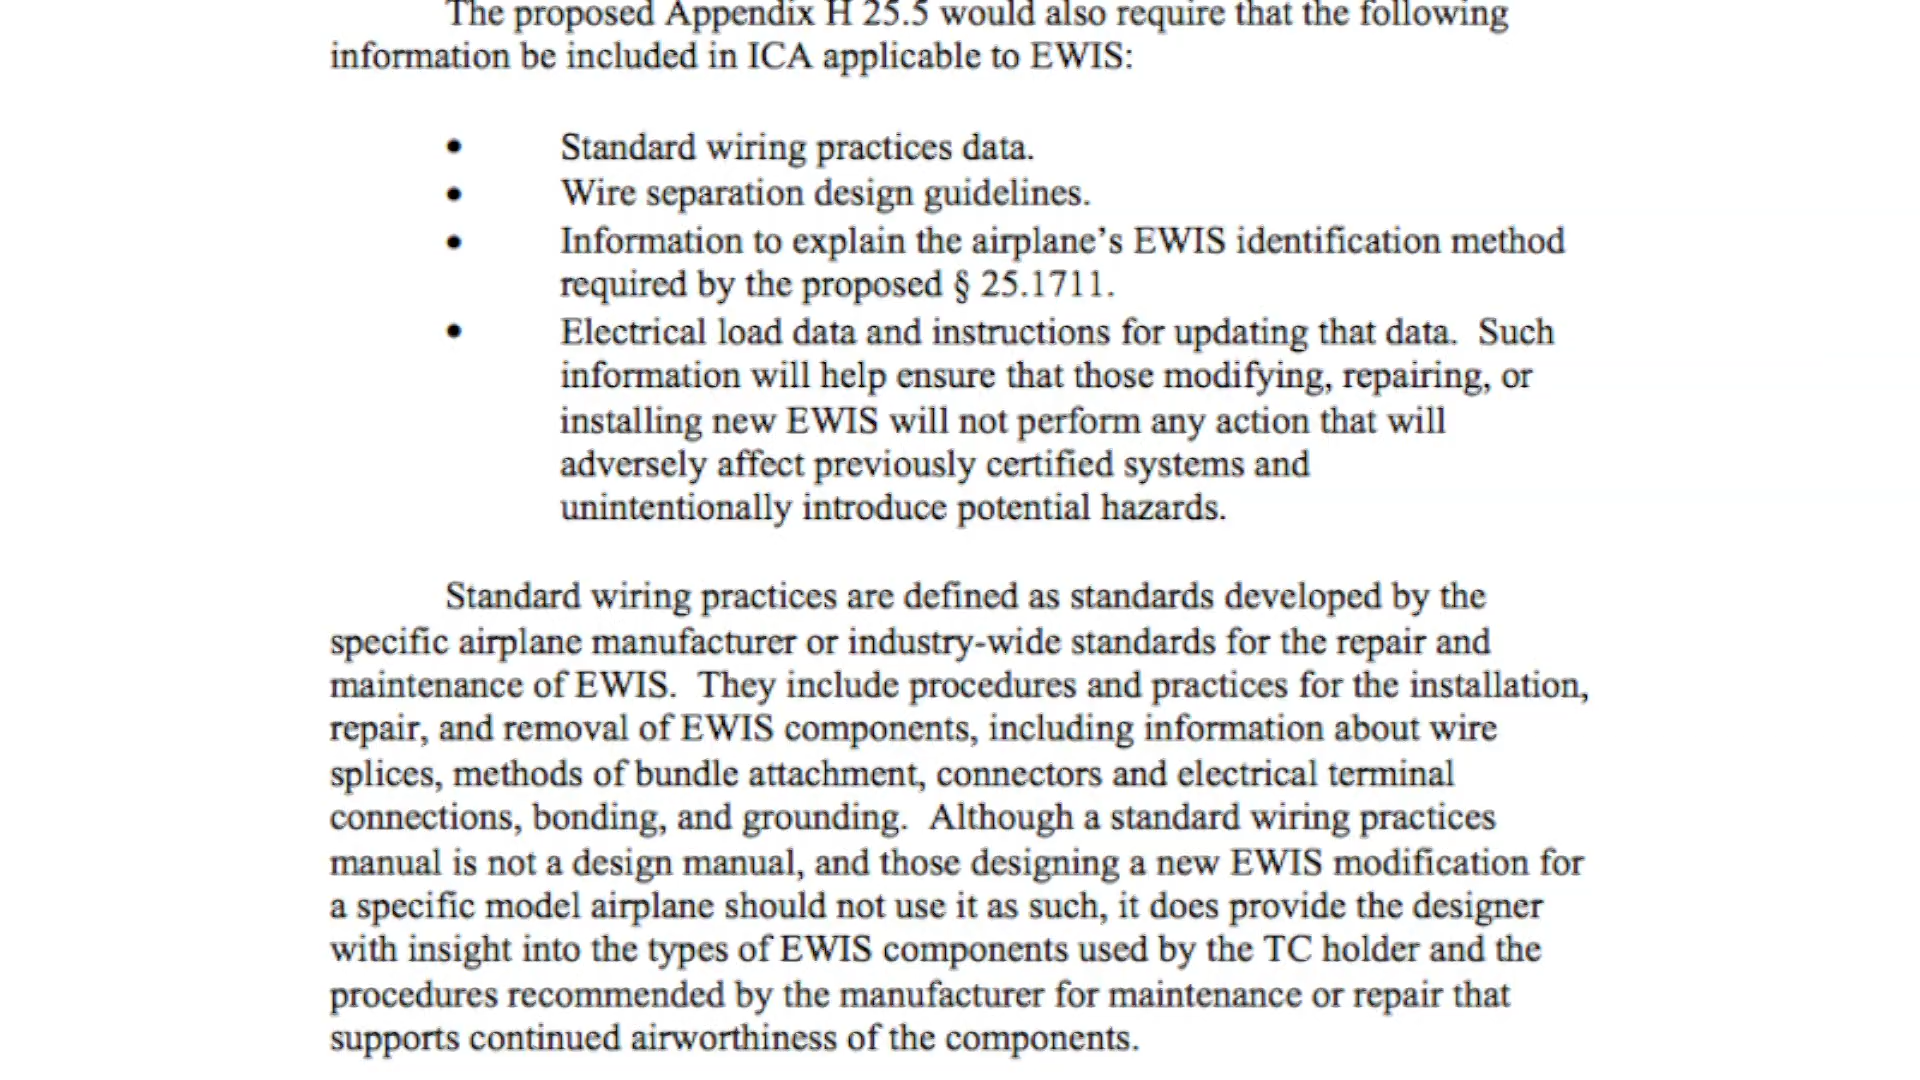 The proposed Appendix H 25.5 would also require that the following
information be included in ICA applicable to EWIS:
• Standard wiring practices data.
• Wire separation design guidelines.
• Information to explain the airplane’s EWIS identification method
required by the proposed § 25.1711.
• Electrical load data and instructions for updating that data.  Such
information will help ensure that those modifying, repairing, or
installing new EWIS will not perform any action that will
adversely affect previously certified systems and
unintentionally introduce potential hazards.
Standard wiring practices are defined as standards developed by the
specific airplane manufacturer or industry-wide standards for the repair and
maintenance of EWIS.  They include procedures and practices for the installation,
repair, and removal of EWIS components, including information about wire
splices, methods of bundle attachment, connectors and electrical terminal
connections, bonding, and grounding.  Although a standard wiring practices
manual is not a design manual, and those designing a new EWIS modification for
a specific model airplane should not use it as such, it does provide the designer
with insight into the types of EWIS components used by the TC holder and the
procedures recommended by the manufacturer for maintenance or repair that
supports continued airworthiness of the components.